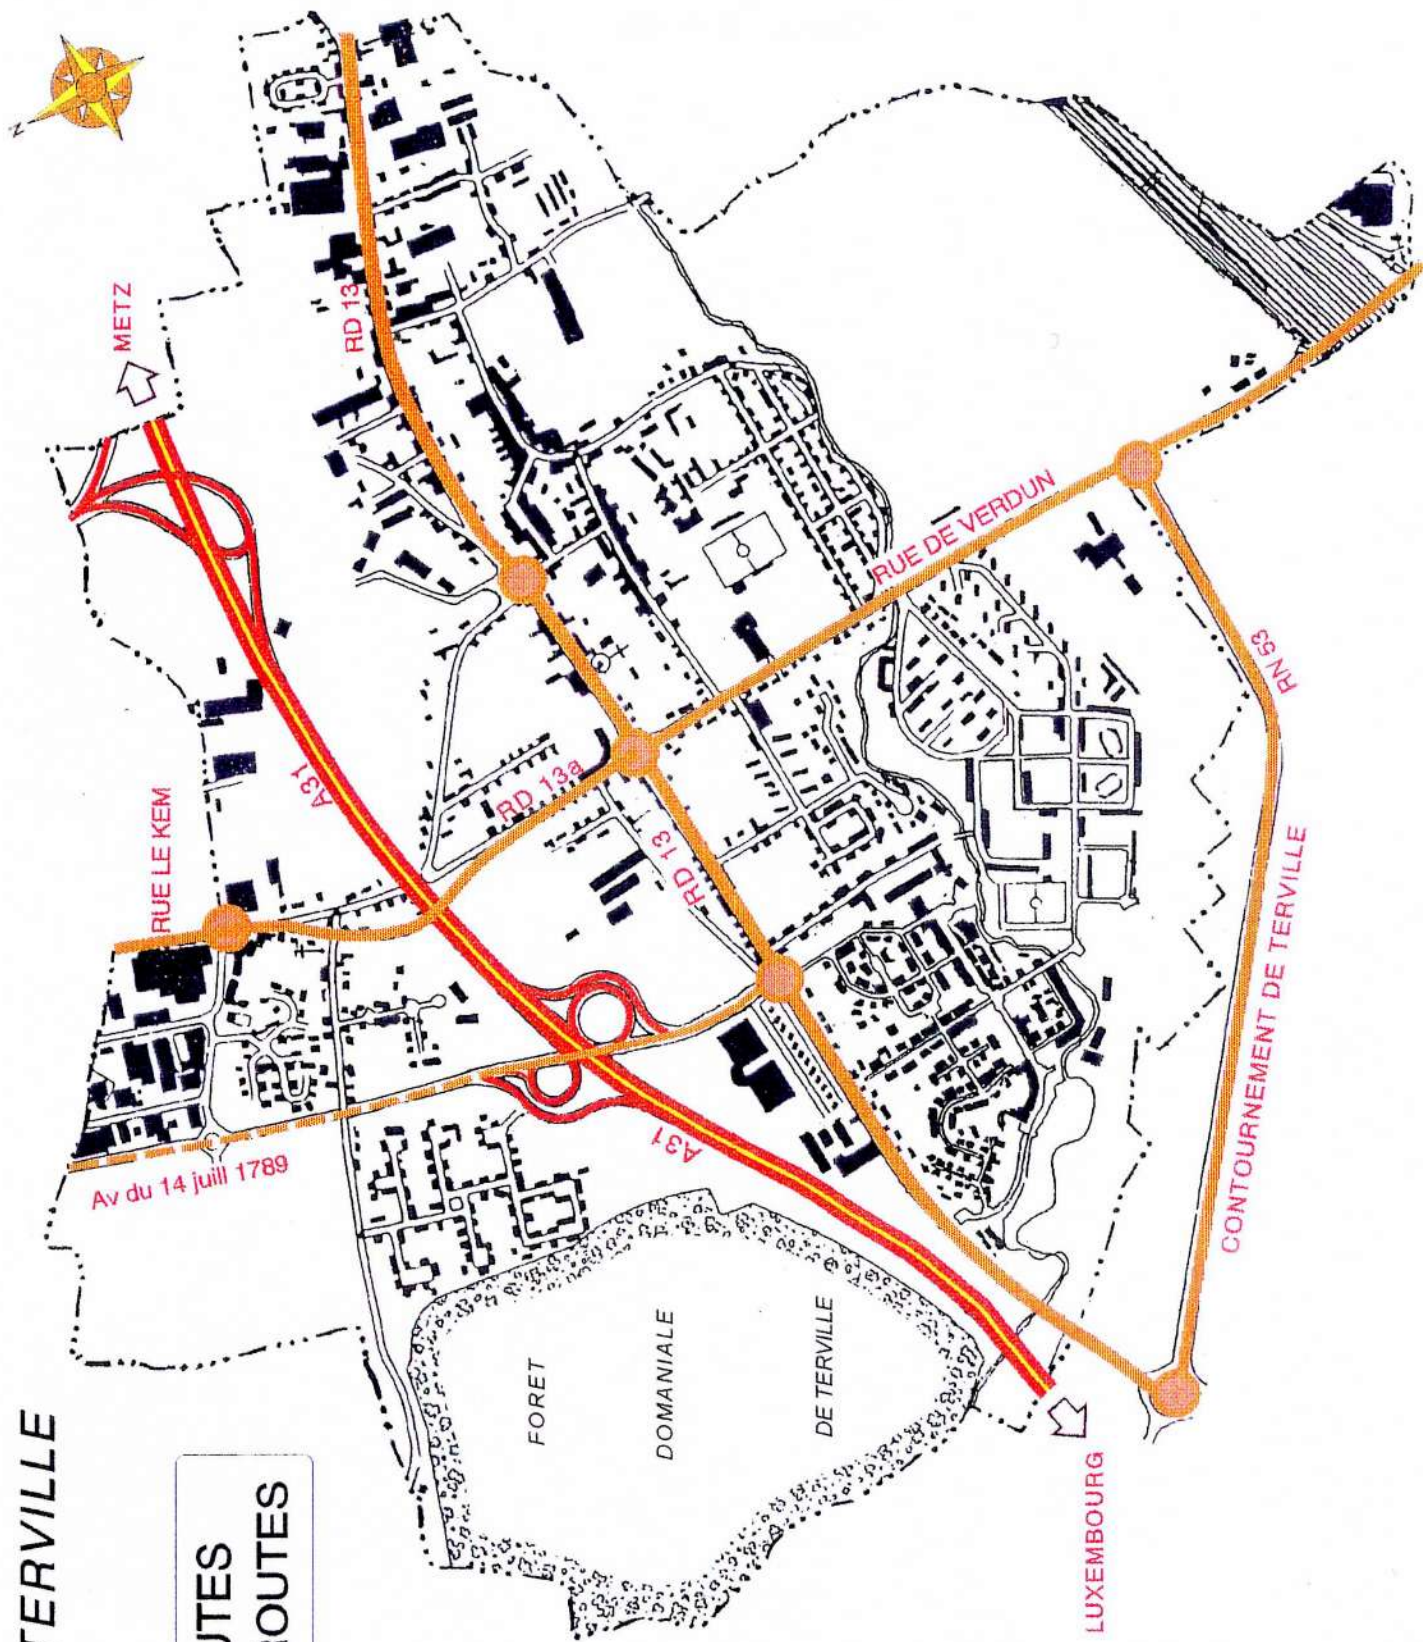 N
METZ
RD 13
RUE LE KEM
A31
RD 13a
RUE DE VERDUN
RN 53
RD 13
Av du 14 juill 1789
A31
CONTOURNEMENT DE TERVILLE
FORET
DOMANIALE
DE TERVILLE
LUXEMBOURG
TERVILLE
UTES
ROUTES